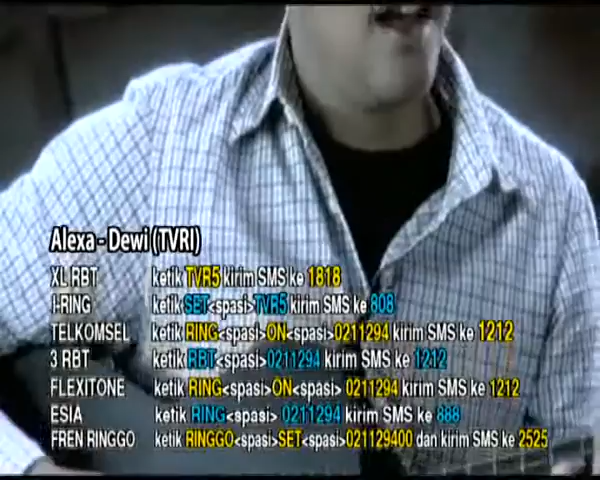 Alexa - Dewi (TVRI)
XL RBT ketik TVR5 kirim SMS ke 1818
I-RING ketik SET<spasi>TVR5 kirim SMS ke 808
TELKOMSEL ketik RING<spasi>ON<spasi>0211294 kirim SMS ke 1212
3 RBT ketik RBT<spasi>0211294 kirim SMS ke 1212
FLEXITONE ketik RING<spasi>ON<spasi> 0211294 kirim SMS ke 1212
ESIA ketik RING<spasi> 0211294 kirim SMS ke 888
FREN RINGGO ketik RINGGO<spasi>SET<spasi>021129400 dan kirim SMS ke 2525